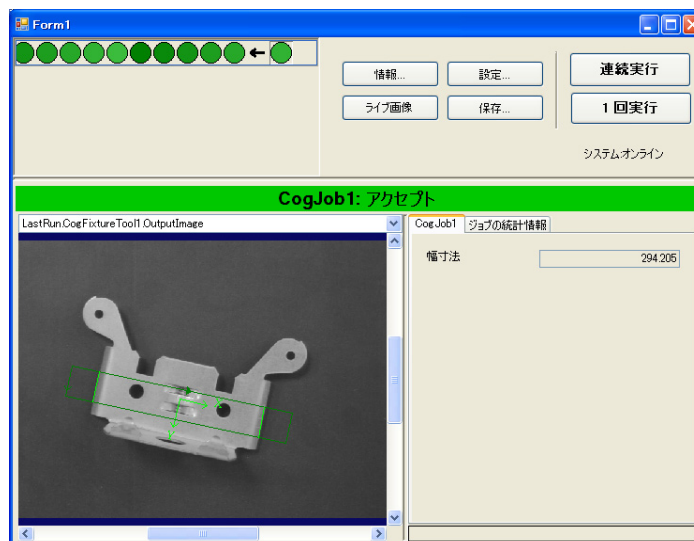 Form1
情報...
設定...
連続実行
ライブ画像
保存...
1回実行
システム:オンライン
CogJob1: アクセプト
LastRun.CogFixtureTool1.OutputImage
CogJob1
ジョブの統計情報
幅寸法
294.205